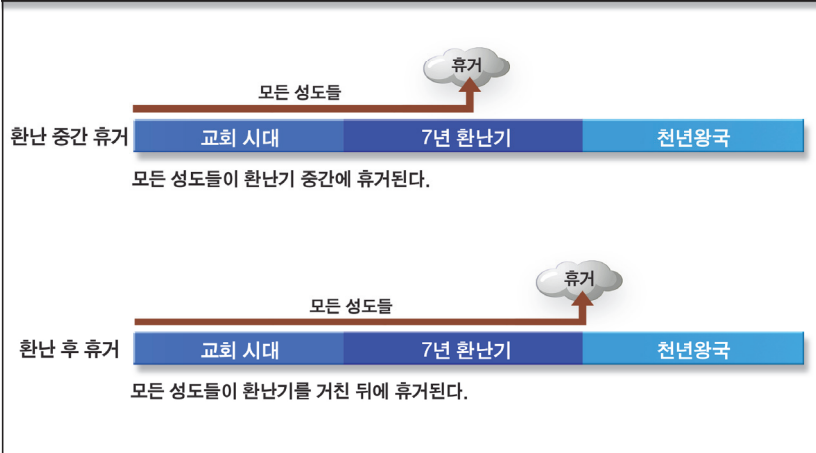 휴거
모든 성도들
환난 중간 휴거 교회 시대 7년 환난기 천년왕국
모든 성도들이 환난기 중간에 휴거된다.
휴거
모든 성도들
환난 후 휴거 교회 시대 7년 환난기 천년왕국
모든 성도들이 환난기를 거친 뒤에 휴거된다.